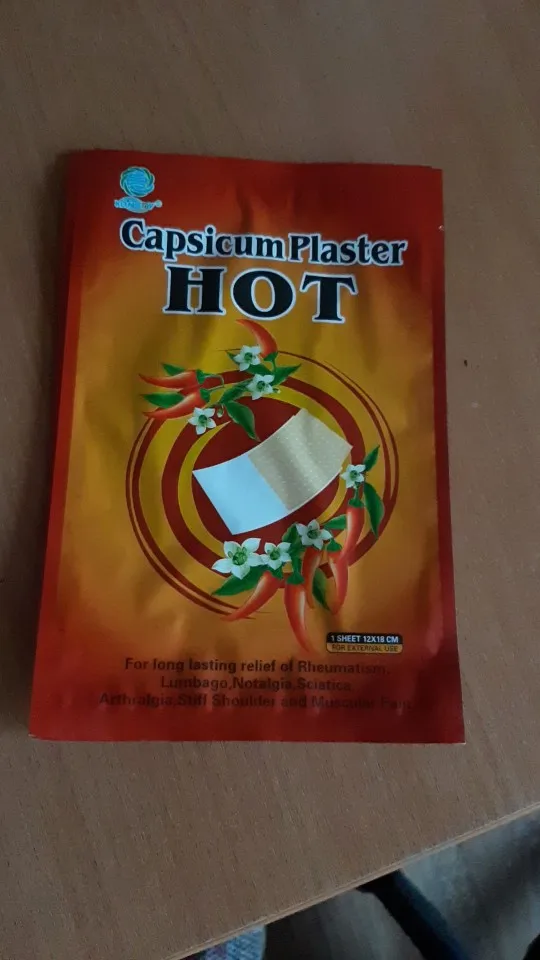 Capsicum Plaster
HOT
1 SHEET 12X18 CM
FOR EXTERNAL USE
For long lasting relief of Rheumatism,
Lumbago,Notalgia,Sciatica,
Arthralgia,Stiff Shoulder and Muscular Pain.